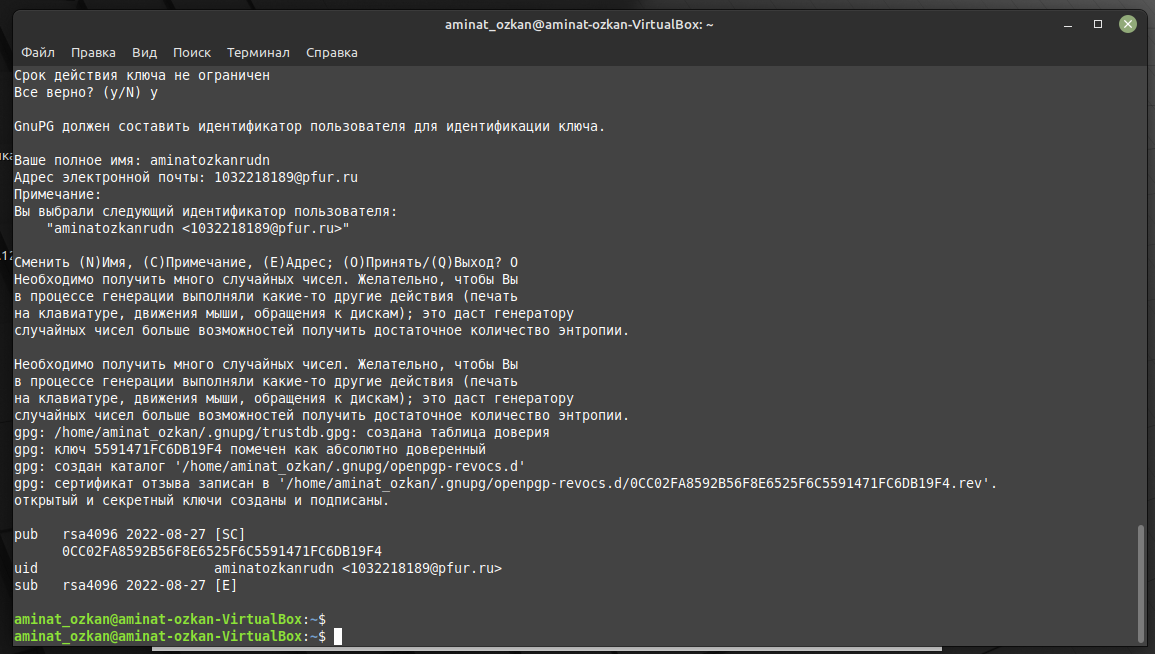 aminat_ozkan@aminat-ozkan-VirtualBox: ~
Файл Правка Вид Поиск Терминал Справка
Срок действия ключа не ограничен
Все верно? (y/N) y
GnuPG должен составить идентификатор пользователя для идентификации ключа.
Ваше полное имя: aminatozkanrudn
Адрес электронной почты: 1032218189@pfur.ru
Примечание:
Вы выбрали следующий идентификатор пользователя:
"aminatozkanrudn <1032218189@pfur.ru>"
Сменить (N)Имя, (C)Примечание, (E)Адрес; (O)Принять/(Q)Выход? O
Необходимо получить много случайных чисел. Желательно, чтобы Вы
в процессе генерации выполняли какие-то другие действия (печать
на клавиатуре, движения мыши, обращения к дискам); это даст генератору
случайных чисел больше возможностей получить достаточное количество энтропии.
Необходимо получить много случайных чисел. Желательно, чтобы Вы
в процессе генерации выполняли какие-то другие действия (печать
на клавиатуре, движения мыши, обращения к дискам); это даст генератору
случайных чисел больше возможностей получить достаточное количество энтропии.
gpg: /home/aminat_ozkan/.gnupg/trustdb.gpg: создана таблица доверия
gpg: ключ 5591471FC6DB19F4 помечен как абсолютно доверенный
gpg: создан каталог '/home/aminat_ozkan/.gnupg/openpgp-revocs.d'
gpg: сертификат отзыва записан в '/home/aminat_ozkan/.gnupg/openpgp-revocs.d/0CC02FA8592B56F8E6525F6C5591471FC6DB19F4.rev'.
открытый и секретный ключи созданы и подписаны.
pub rsa4096 2022-08-27 [SC]
0CC02FA8592B56F8E6525F6C5591471FC6DB19F4
uid aminatozkanrudn <1032218189@pfur.ru>
sub rsa4096 2022-08-27 [E]
aminat_ozkan@aminat-ozkan-VirtualBox:~$
aminat_ozkan@aminat-ozkan-VirtualBox:~$